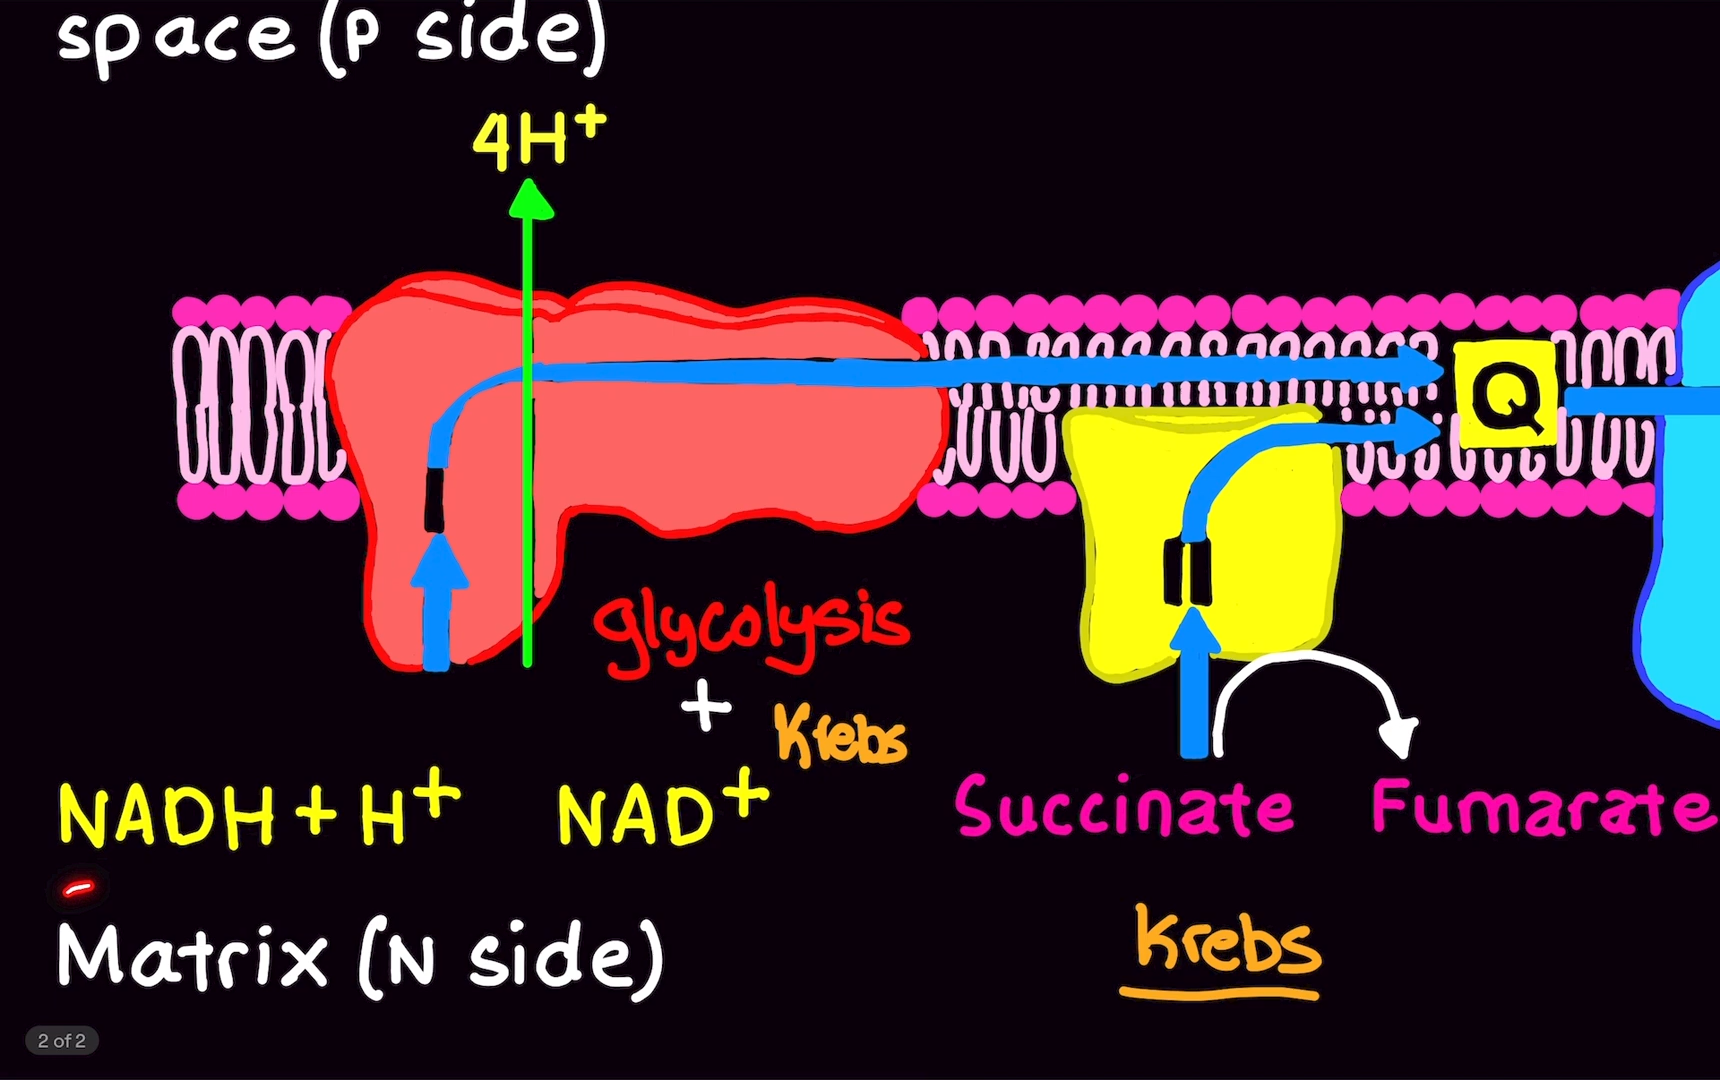 space (P side)
4H⁺
Q
glycolysis
+
Krebs
NADH + H⁺ NAD⁺
Succinate Fumarate
Matrix (N side)
Krebs
2 of 2